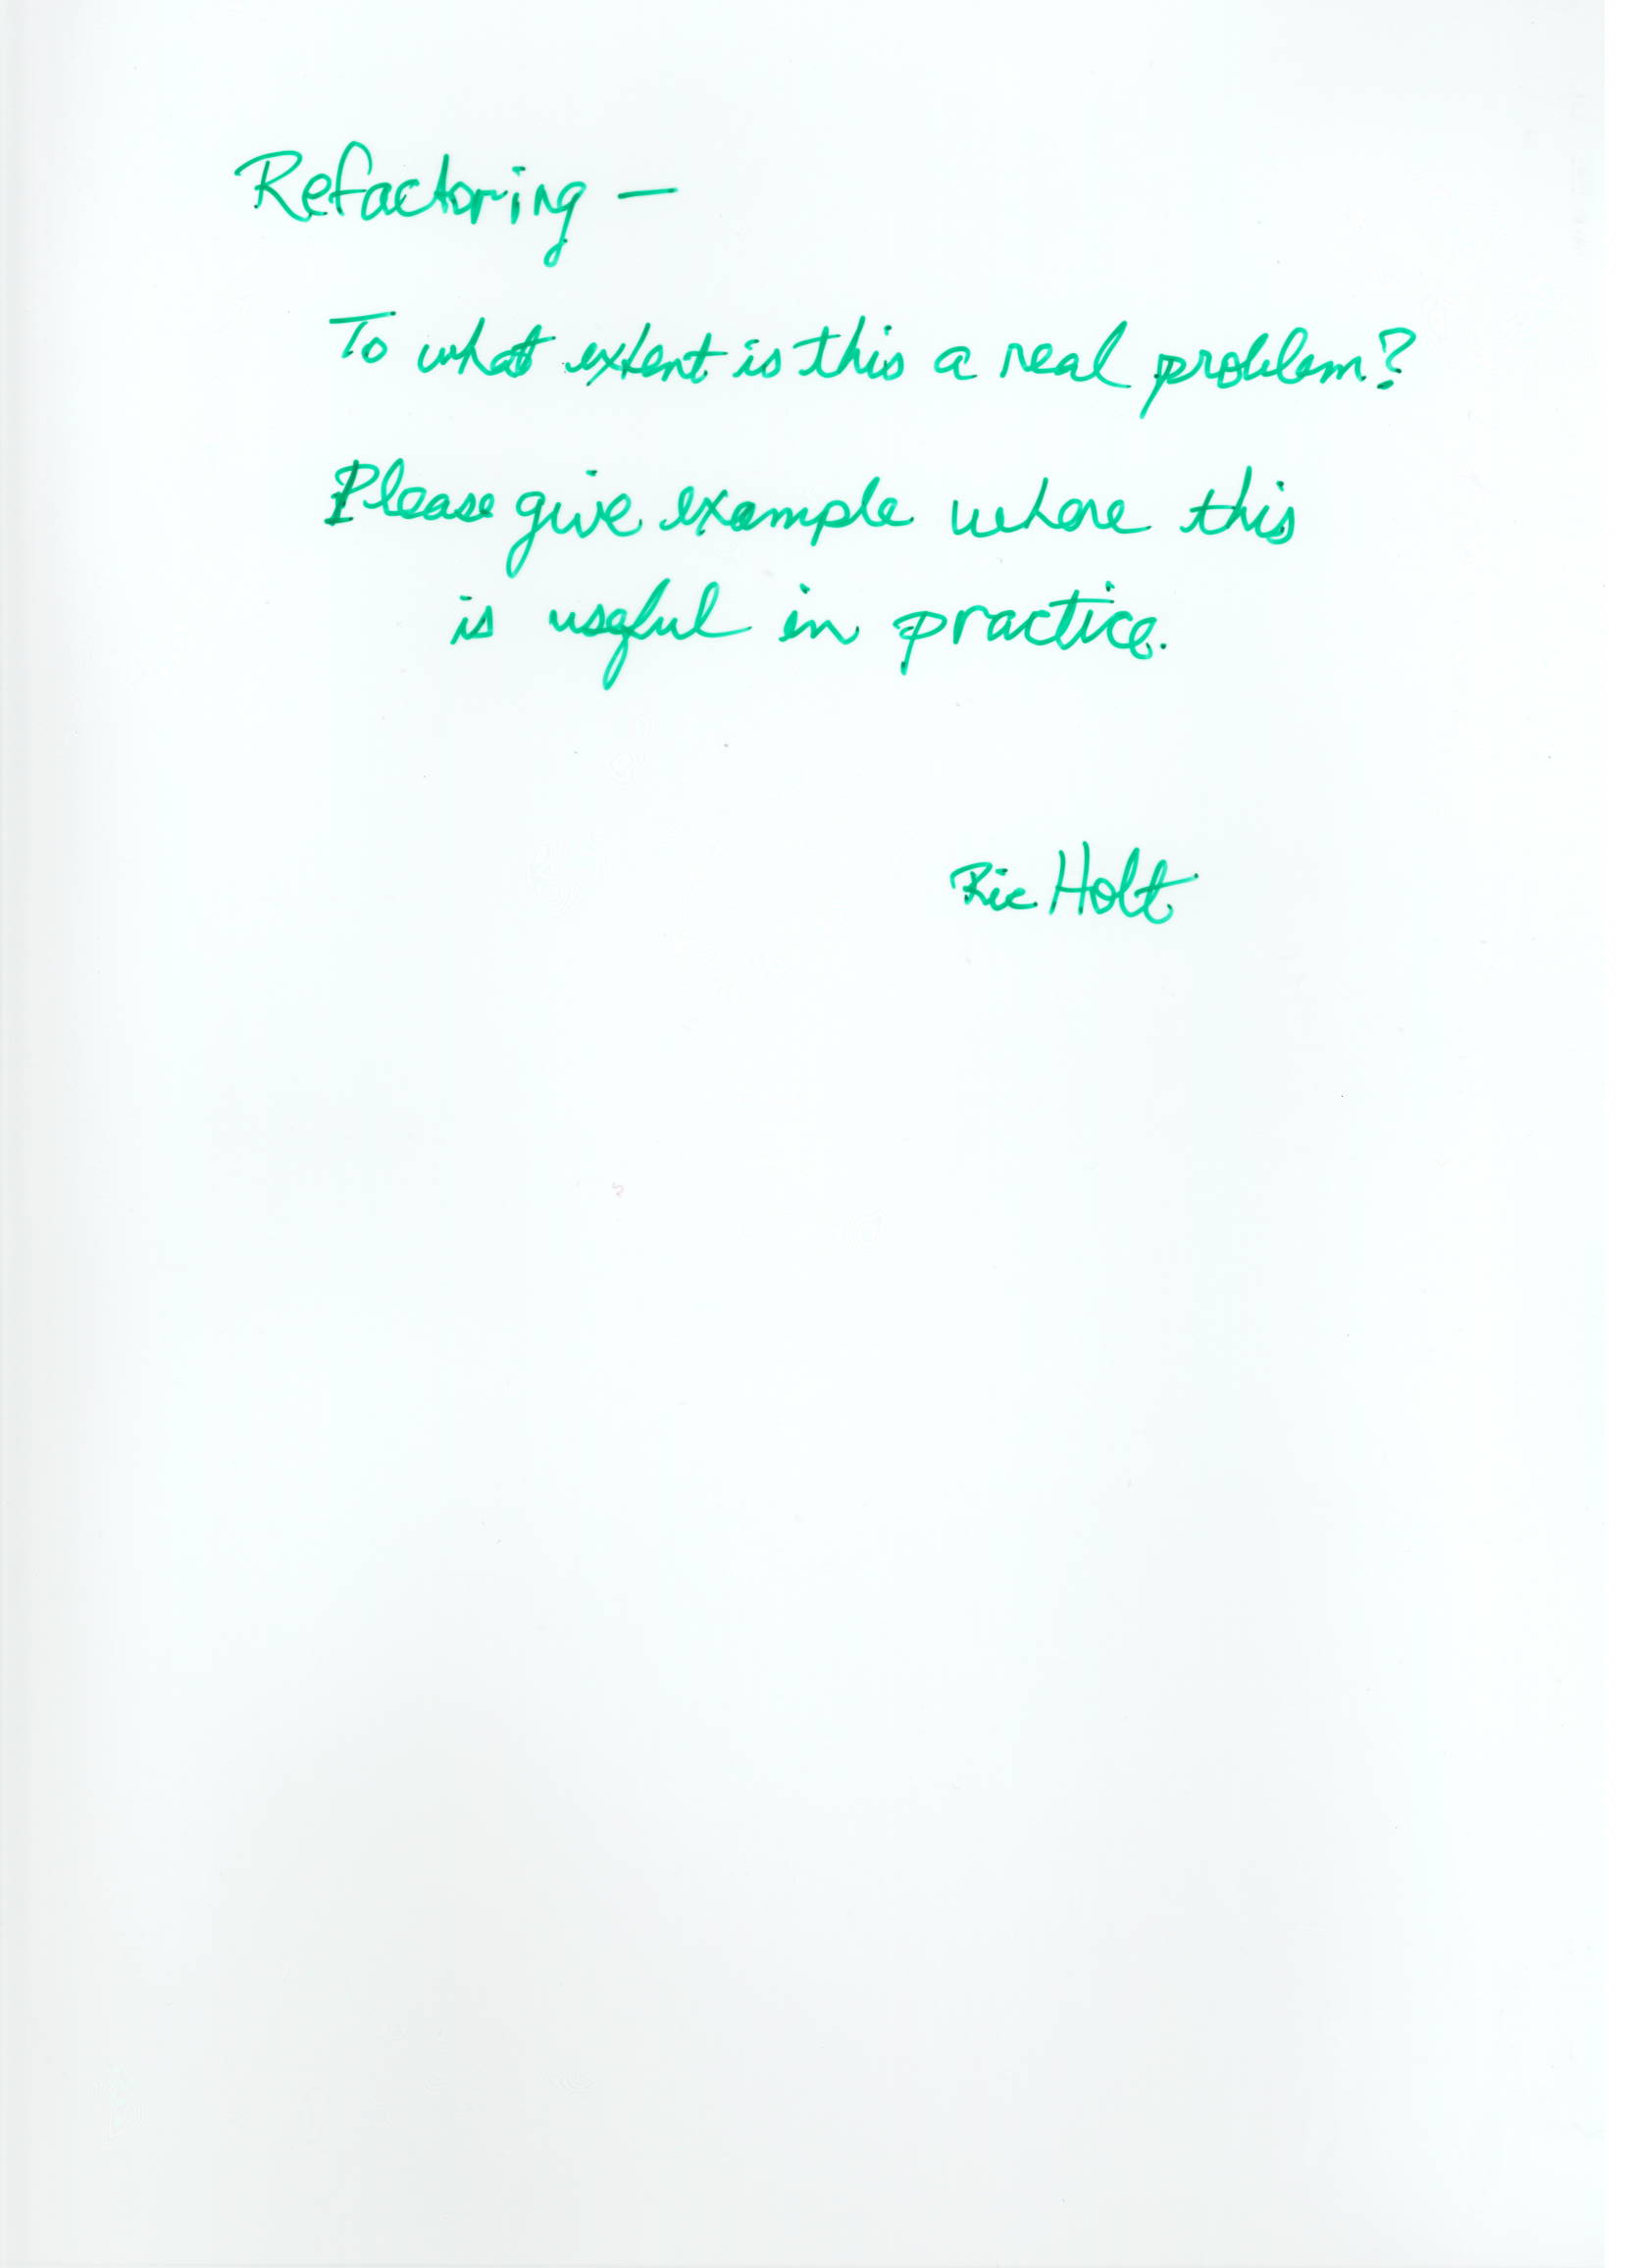 Refactoring —
To what extent is this a real problem?
Please give example where this
is useful in practice.
Ric Holt